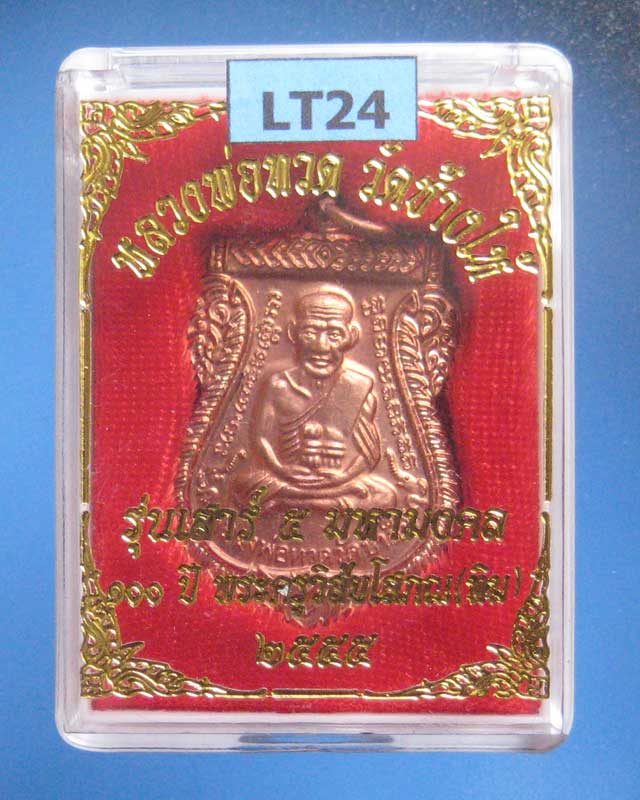 LT24
หลวงพ่อทวด วัดช้างให้
รุ่นเสาร์ ๕ มหามงคล
๑๐๐ ปี พระครูวิสัยโสภณ(ทิม)
๒๕๕๕